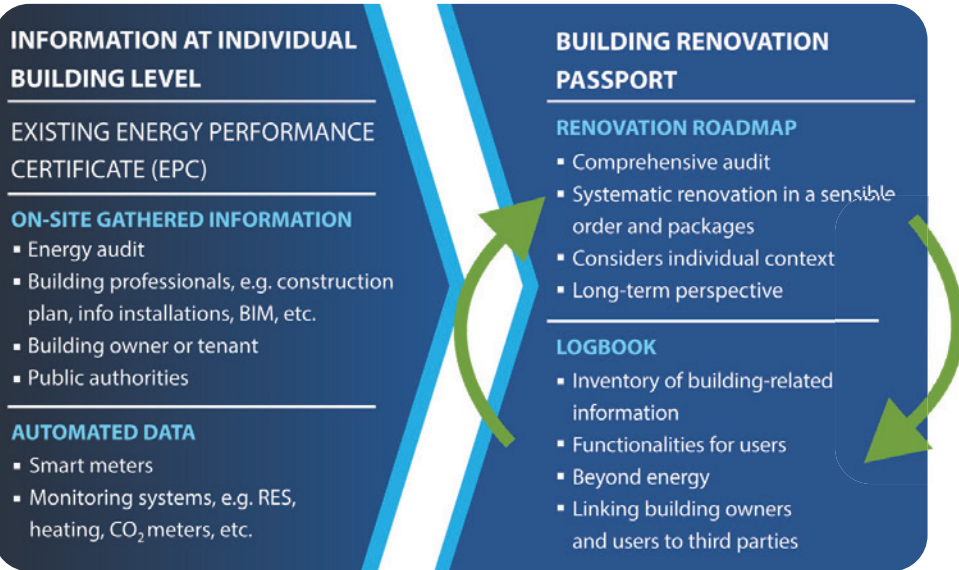 INFORMATION AT INDIVIDUAL
BUILDING LEVEL
EXISTING ENERGY PERFORMANCE
CERTIFICATE (EPC)
ON-SITE GATHERED INFORMATION
▪ Energy audit
▪ Building professionals, e.g. construction
plan, info installations, BIM, etc.
▪ Building owner or tenant
▪ Public authorities
AUTOMATED DATA
▪ Smart meters
▪ Monitoring systems, e.g. RES,
heating, CO₂ meters, etc.
BUILDING RENOVATION
PASSPORT
RENOVATION ROADMAP
▪ Comprehensive audit
▪ Systematic renovation in a sensible
order and packages
▪ Considers individual context
▪ Long-term perspective
LOGBOOK
▪ Inventory of building-related
information
▪ Functionalities for users
▪ Beyond energy
▪ Linking building owners
and users to third parties